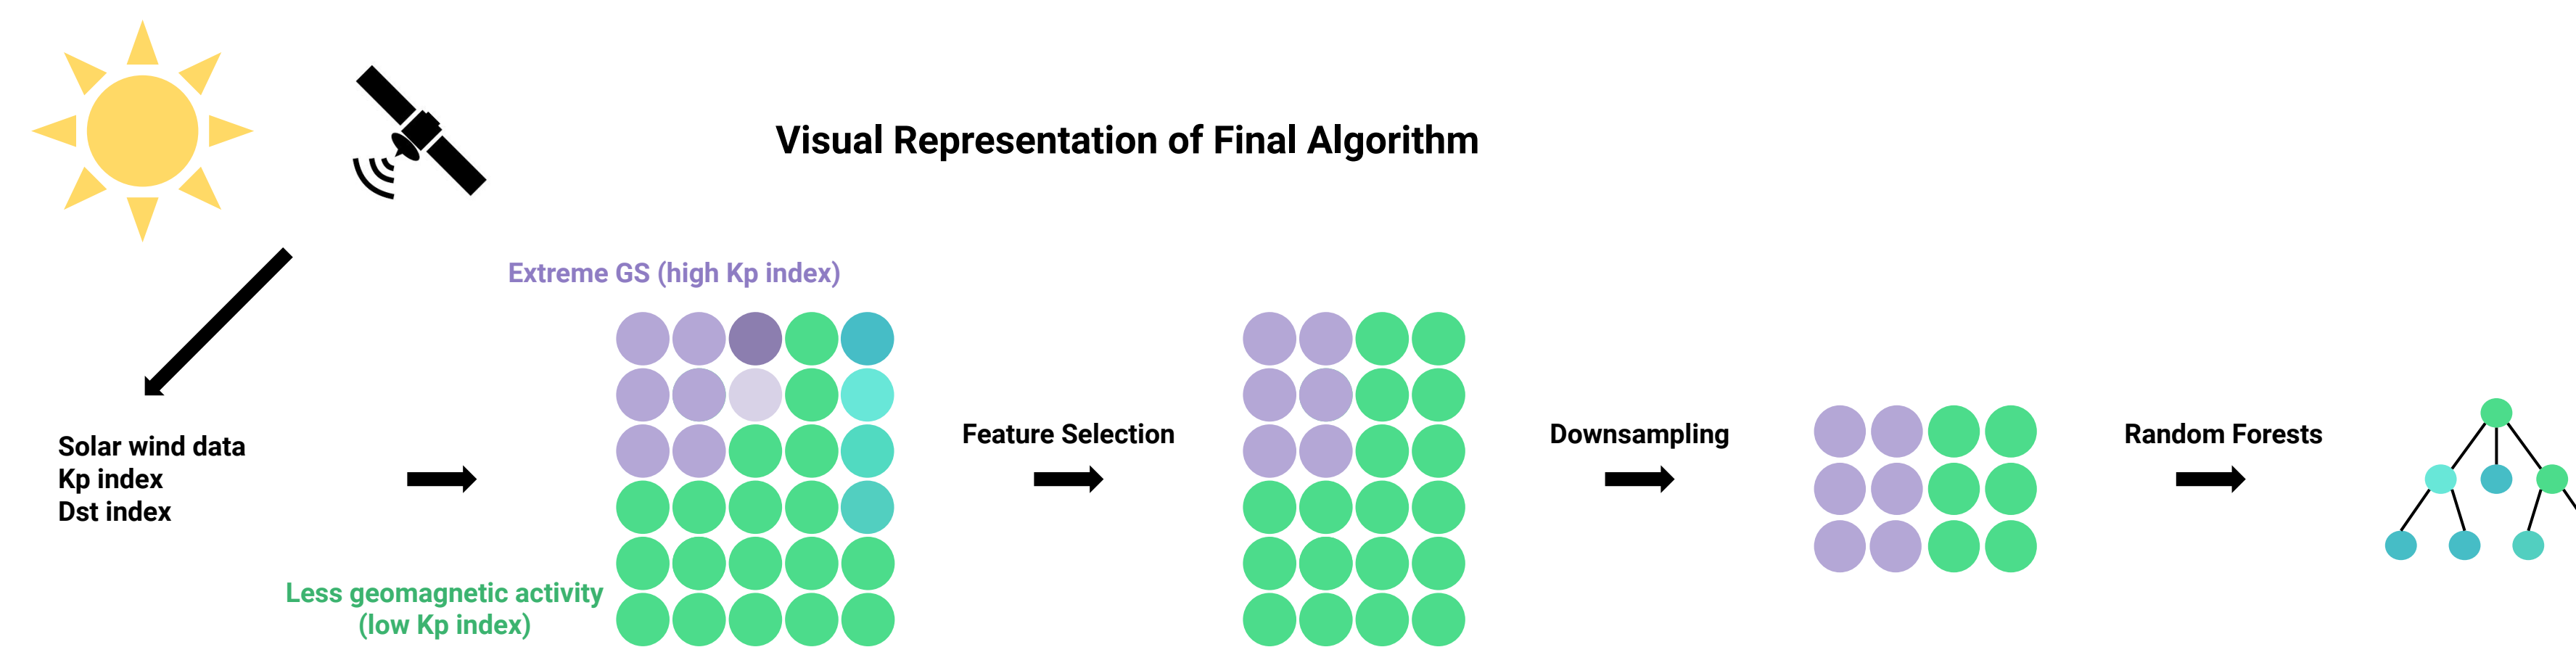 Visual Representation of Final Algorithm
Extreme GS (high Kp index)
Solar wind data
Kp index
Dst index
Less geomagnetic activity
(low Kp index)
Feature Selection
Downsampling
Random Forests